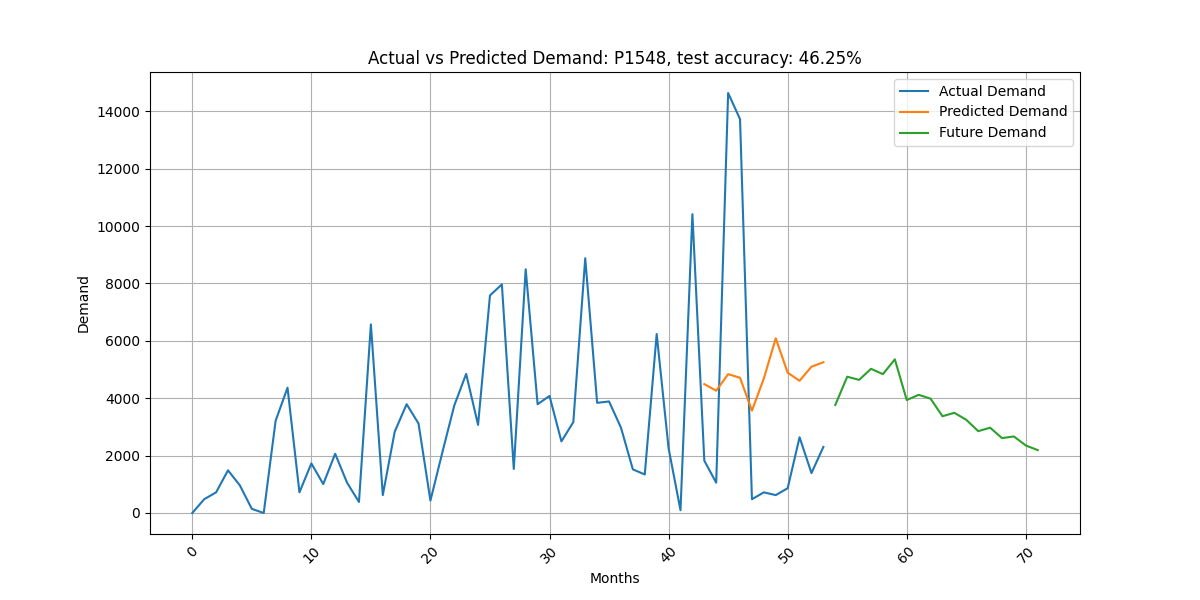 Actual vs Predicted Demand: P1548, test accuracy: 46.25%
Actual Demand
Predicted Demand
Future Demand
14000
12000
10000
8000
6000
4000
2000
0
Demand
0
10
20
30
40
50
60
70
Months